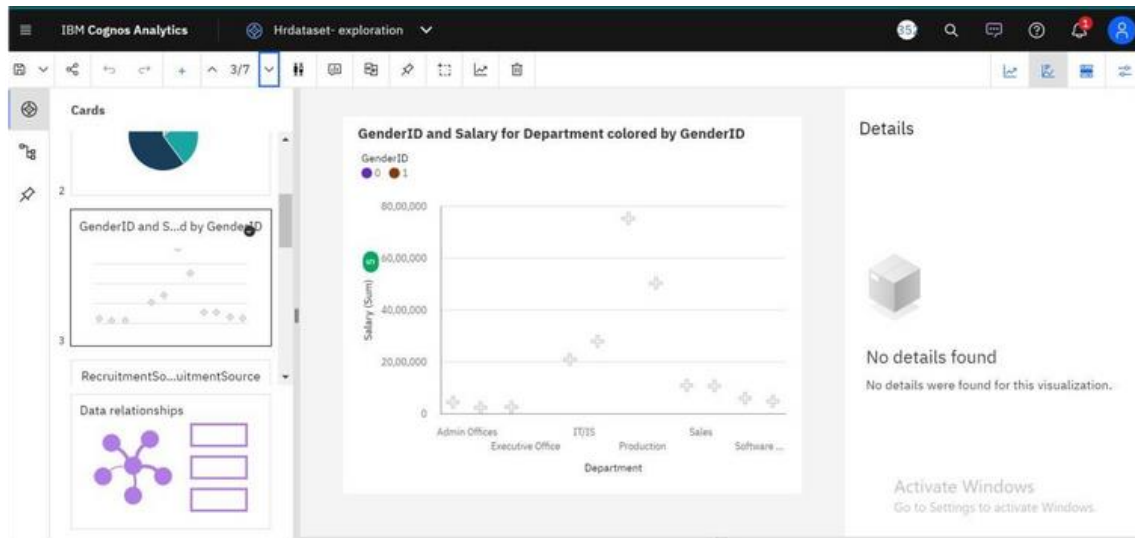 IBM Cognos Analytics
Hrdataset- exploration
1
3/7
Cards
2
GenderID and S...d by GenderID
3
RecruitmentSo...uitmentSource
Data relationships
GenderID and Salary for Department colored by GenderID
GenderID
0 1
80,00,000
60,00,000
40,00,000
20,00,000
0
Salary (Sum)
Admin Offices
Executive Office
IT/IS
Production
Sales
Software ...
Department
Details
No details found
No details were found for this visualization.
Activate Windows
Go to Settings to activate Windows.